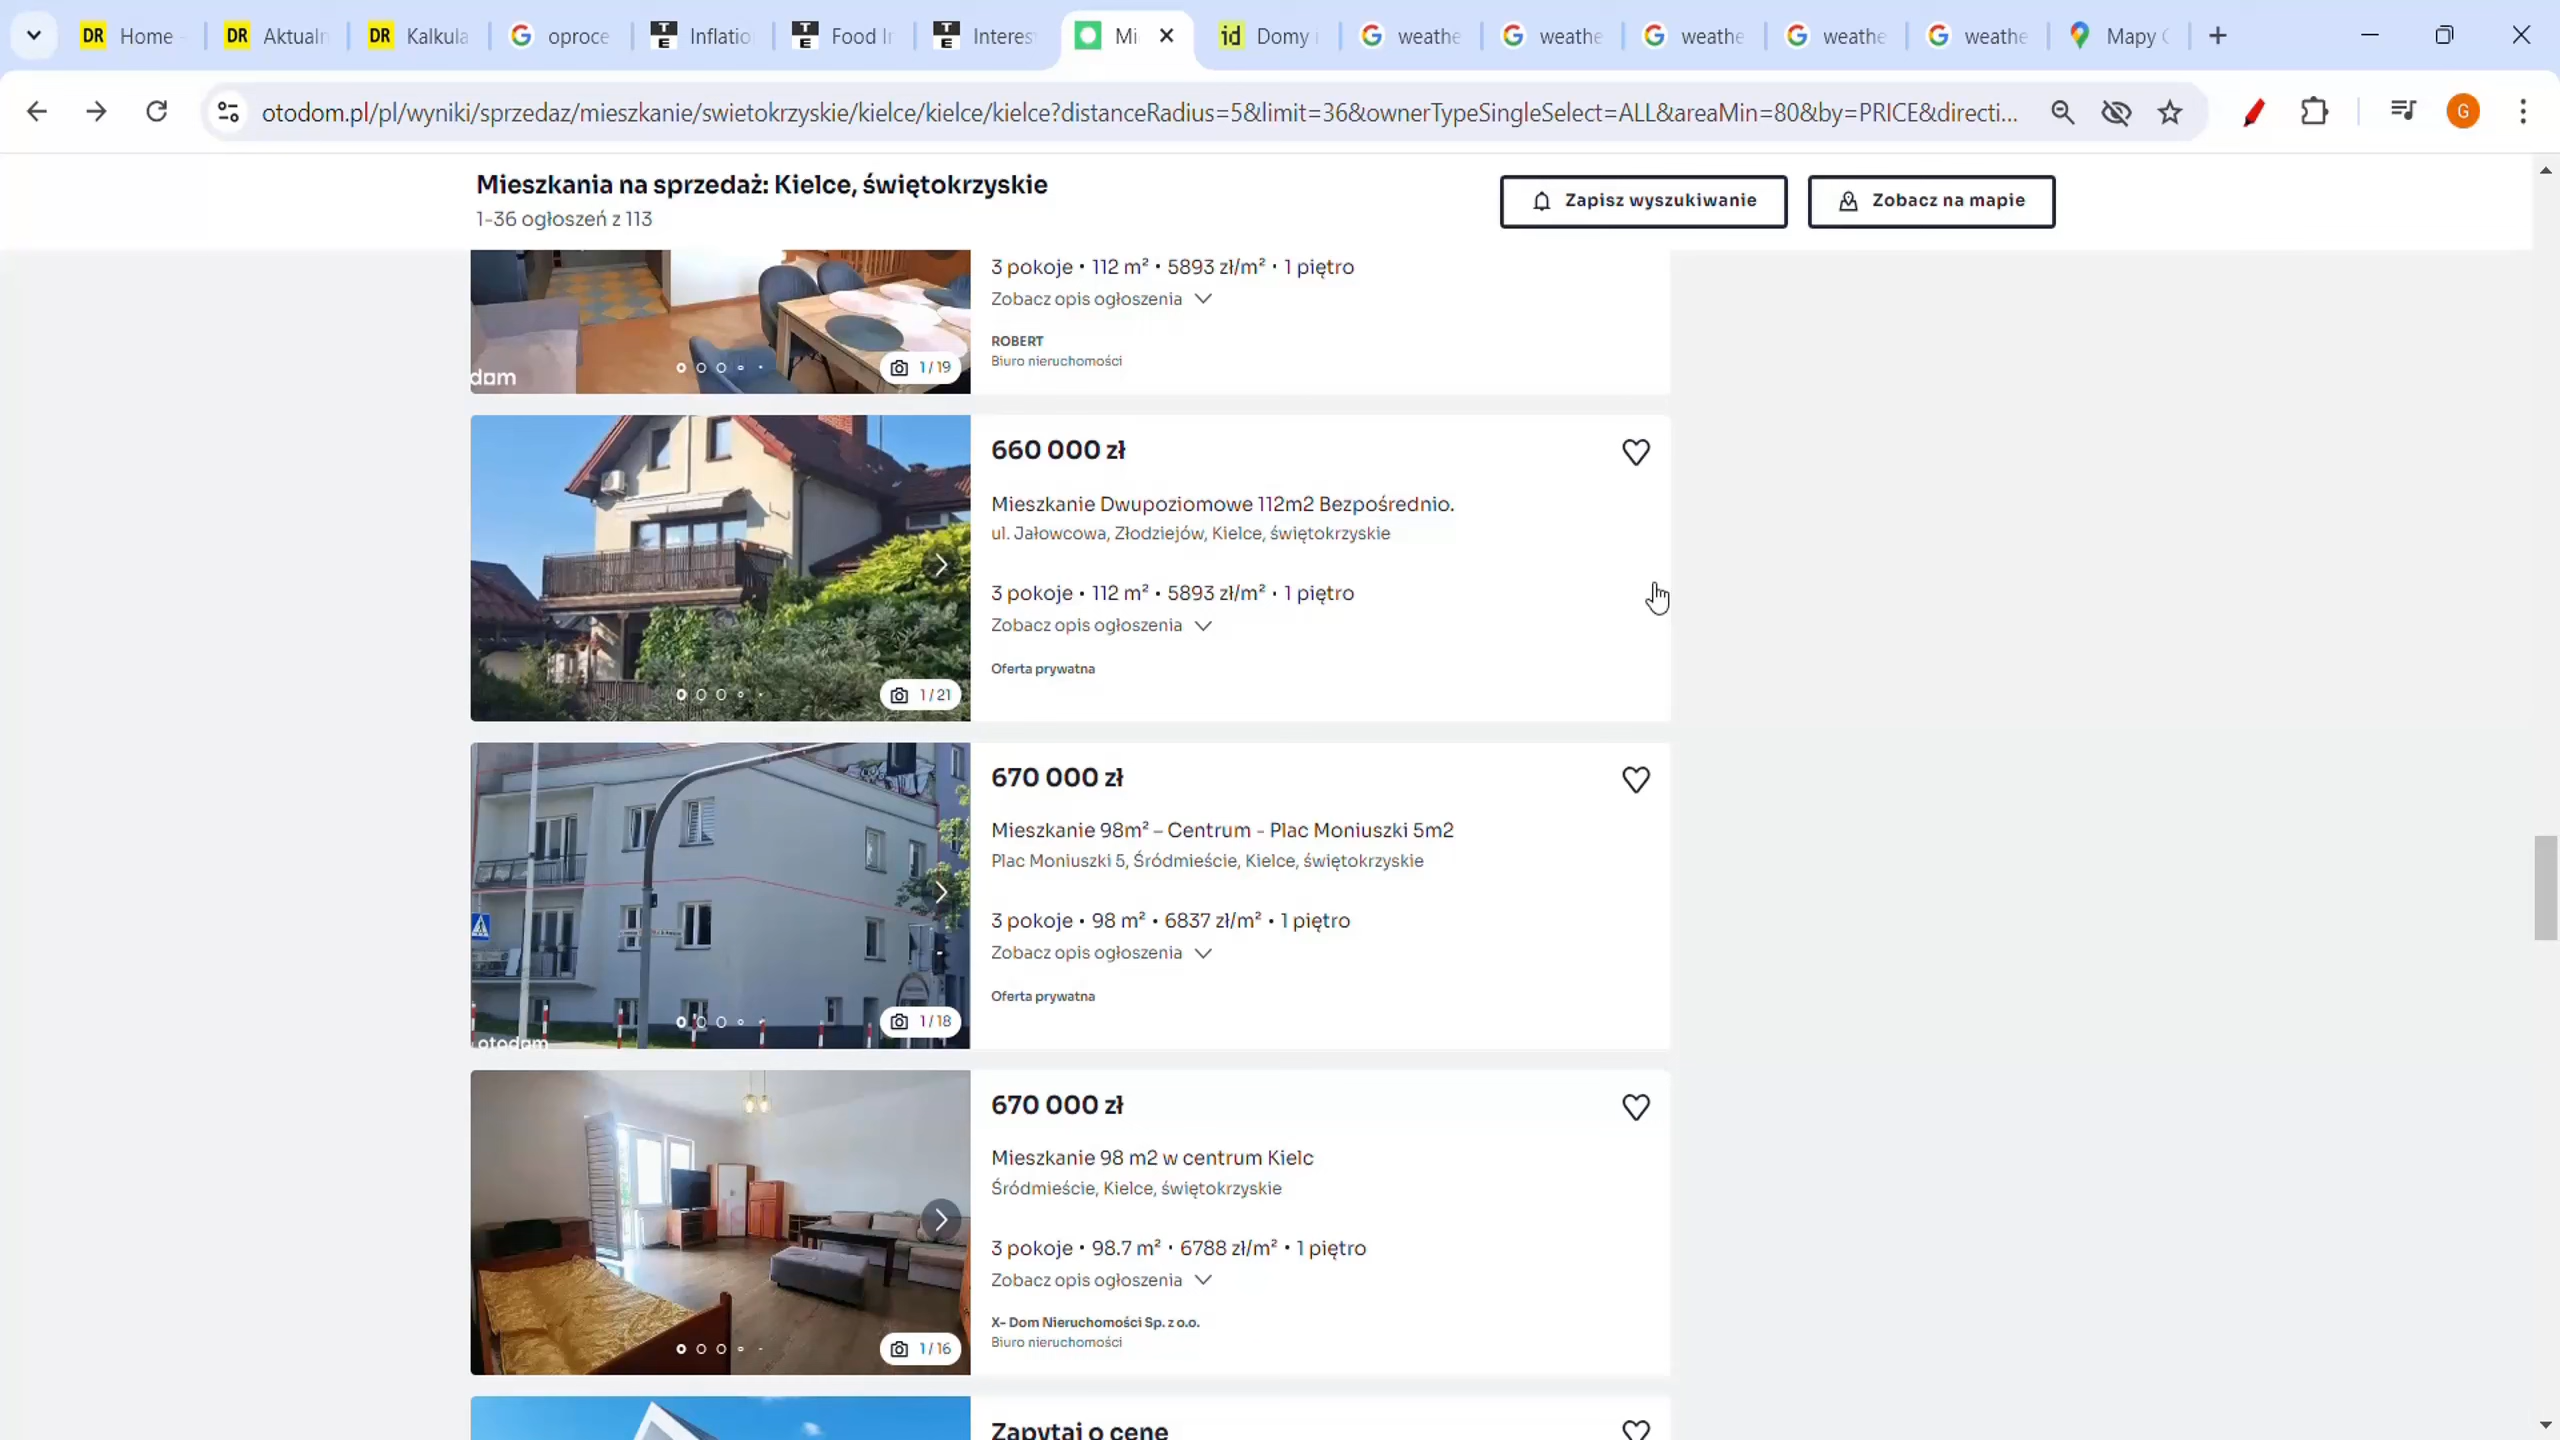 DR Home
DR Aktualn
DR Kalkula
oproce
TE Inflatio
TE Food I
TE Interes
Mi
id Domy
weathe
weathe
weathe
weathe
weathe
Mapy
otodom.pl/pl/wyniki/sprzedaz/mieszkanie/swietokrzyskie/kielce/kielce/kielce?distanceRadius=5&limit=36&ownerTypeSingleSelect=ALL&areaMin=80&by=PRICE&directi...
G
Mieszkania na sprzedaż: Kielce, świętokrzyskie
1-36 ogłoszeń z 113
Zapisz wyszukiwanie
Zobacz na mapie
3 pokoje • 112 m² • 5893 zł/m² • 1 piętro
Zobacz opis ogłoszenia
ROBERT
Biuro nieruchomości
dom
1/19
660 000 zł
Mieszkanie Dwupoziomowe 112m2 Bezpośrednio.
ul. Jałowcowa, Złodziejów, Kielce, świętokrzyskie
3 pokoje • 112 m² • 5893 zł/m² • 1 piętro
Zobacz opis ogłoszenia
Oferta prywatna
1/21
670 000 zł
Mieszkanie 98m² – Centrum - Plac Moniuszki 5m2
Plac Moniuszki 5, Śródmieście, Kielce, świętokrzyskie
3 pokoje • 98 m² • 6837 zł/m² • 1 piętro
Zobacz opis ogłoszenia
Oferta prywatna
1/18
otodom
670 000 zł
Mieszkanie 98 m2 w centrum Kielc
Śródmieście, Kielce, świętokrzyskie
3 pokoje • 98.7 m² • 6788 zł/m² • 1 piętro
Zobacz opis ogłoszenia
X- Dom Nieruchomości Sp. z o.o.
Biuro nieruchomości
1/16
Zapytaj o cenę